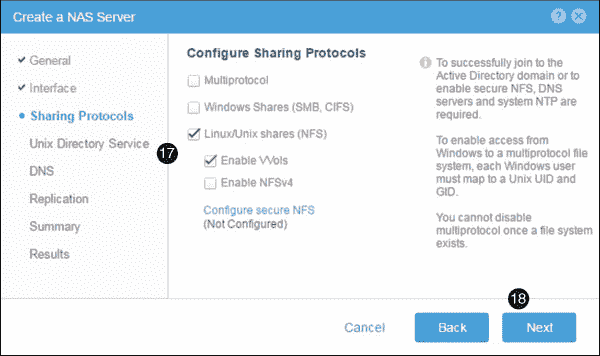 Create a NAS Server
General
Interface
Sharing Protocols
Unix Directory Service
DNS
Replication
Summary
Results
Configure Sharing Protocols
Multiprotocol
Windows Shares (SMB, CIFS)
Linux/Unix shares (NFS)
17
Enable VVols
Enable NFSv4
Configure secure NFS
(Not Configured)
To successfully join to the
Active Directory domain or to
enable secure NFS, DNS
servers and system NTP are
required.
To enable access from
Windows to a multiprotocol file
system, each Windows user
must map to a Unix UID and
GID.
You cannot disable
multiprotocol once a file system
exists.
18
Cancel
Back
Next